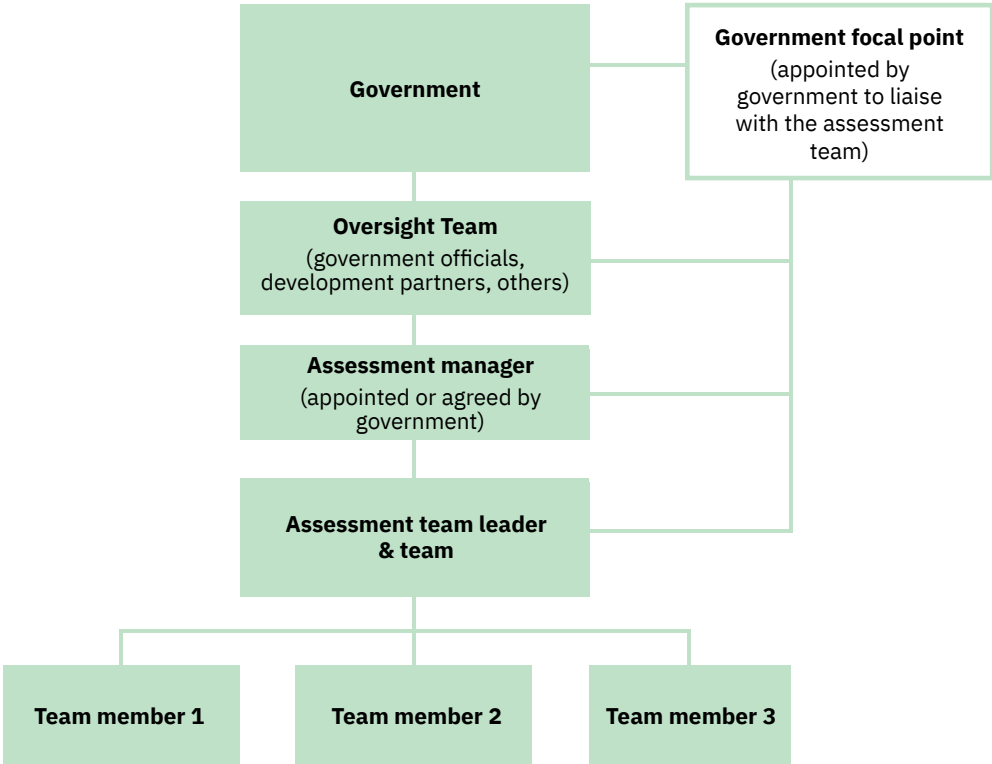 Government
Government focal point
(appointed by
government to liaise
with the assessment
team)
Oversight Team
(government officials,
development partners, others)
Assessment manager
(appointed or agreed by
government)
Assessment team leader
& team
Team member 1
Team member 2
Team member 3